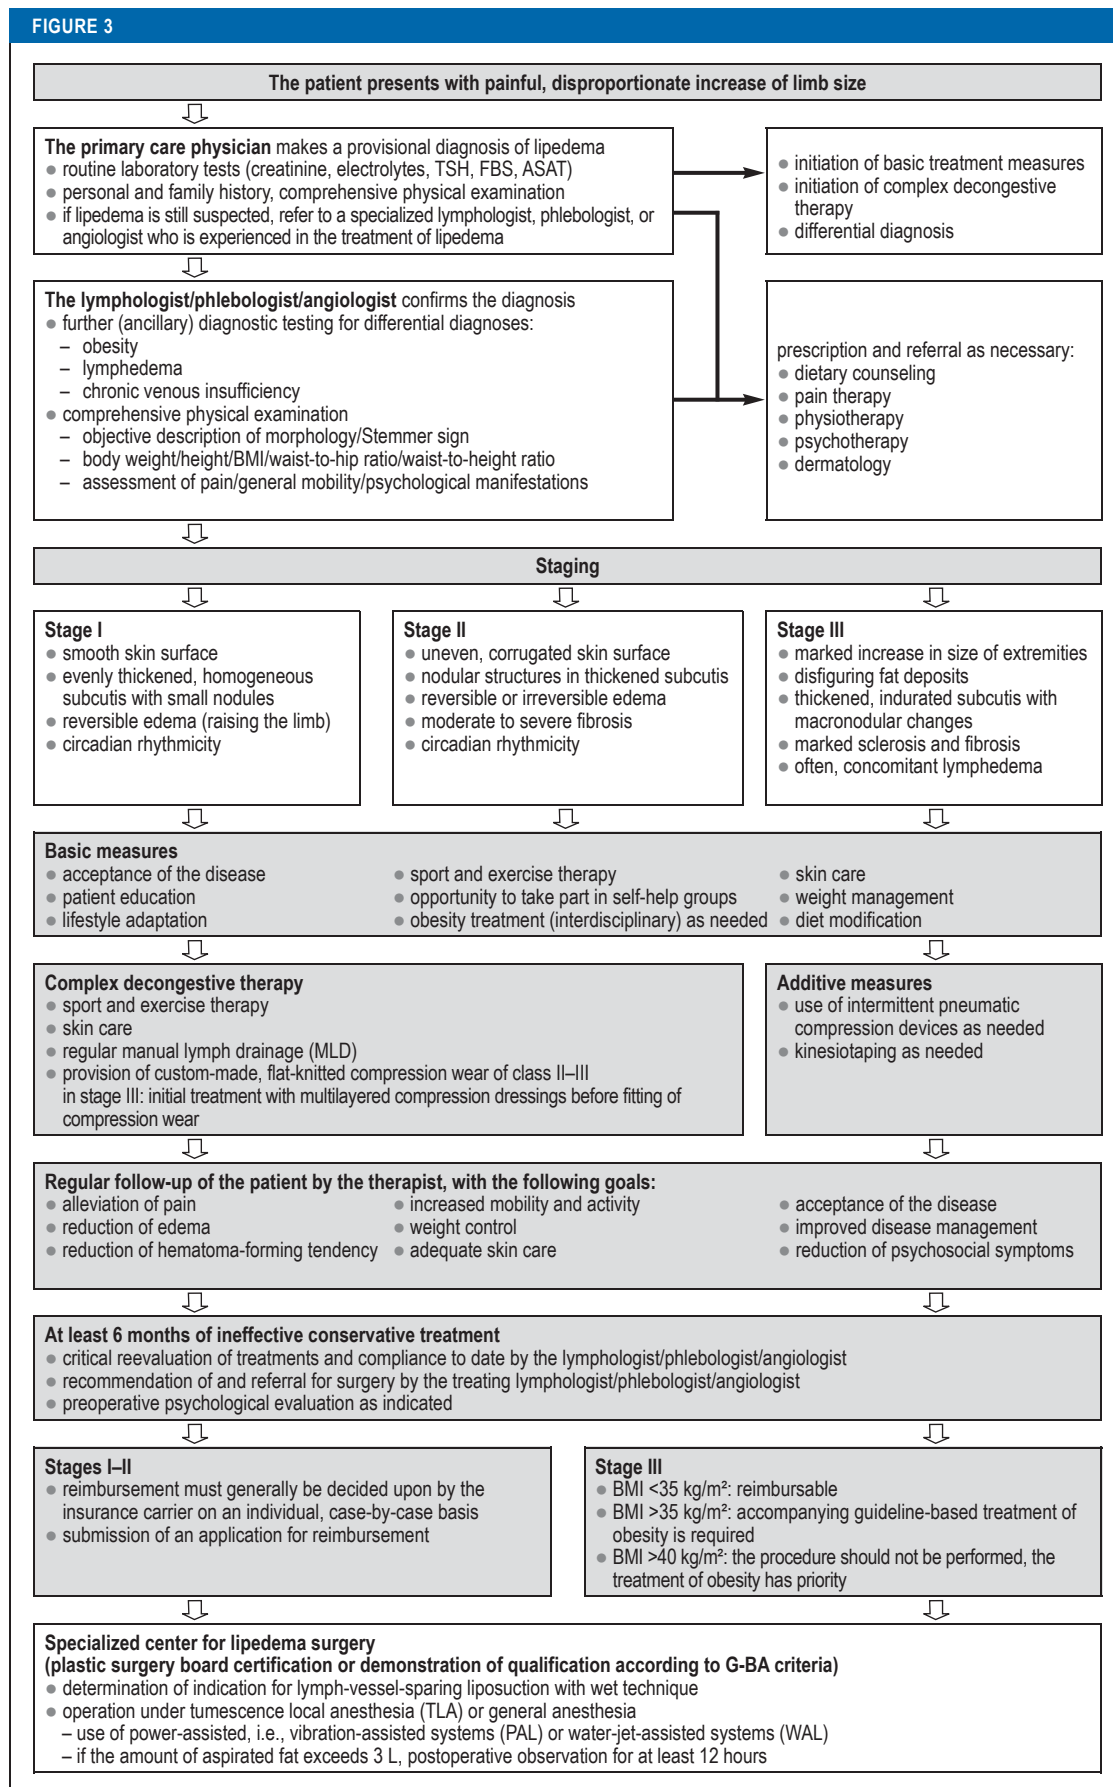 FIGURE 3
The patient presents with painful, disproportionate increase of limb size
The primary care physician makes a provisional diagnosis of lipedema
● routine laboratory tests (creatinine, electrolytes, TSH, FBS, ASAT)
● personal and family history, comprehensive physical examination
● if lipedema is still suspected, refer to a specialized lymphologist, phlebologist, or
angiologist who is experienced in the treatment of lipedema
● initiation of basic treatment measures
● initiation of complex decongestive
therapy
● differential diagnosis
The lymphologist/phlebologist/angiologist confirms the diagnosis
● further (ancillary) diagnostic testing for differential diagnoses:
– obesity
– lymphedema
– chronic venous insufficiency
● comprehensive physical examination
– objective description of morphology/Stemmer sign
– body weight/height/BMI/waist-to-hip ratio/waist-to-height ratio
– assessment of pain/general mobility/psychological manifestations
prescription and referral as necessary:
● dietary counseling
● pain therapy
● physiotherapy
● psychotherapy
● dermatology
Staging
Stage I
● smooth skin surface
● evenly thickened, homogeneous
subcutis with small nodules
● reversible edema (raising the limb)
● circadian rhythmicity
Stage II
● uneven, corrugated skin surface
● nodular structures in thickened subcutis
● reversible or irreversible edema
● moderate to severe fibrosis
● circadian rhythmicity
Stage III
● marked increase in size of extremities
● disfiguring fat deposits
● thickened, indurated subcutis with
macronodular changes
● marked sclerosis and fibrosis
● often, concomitant lymphedema
Basic measures
● acceptance of the disease
● patient education
● lifestyle adaptation
● sport and exercise therapy
● opportunity to take part in self-help groups
● obesity treatment (interdisciplinary) as needed
● skin care
● weight management
● diet modification
Complex decongestive therapy
● sport and exercise therapy
● skin care
● regular manual lymph drainage (MLD)
● provision of custom-made, flat-knitted compression wear of class II–III
in stage III: initial treatment with multilayered compression dressings before fitting of
compression wear
Additive measures
● use of intermittent pneumatic
compression devices as needed
● kinesiotaping as needed
Regular follow-up of the patient by the therapist, with the following goals:
● alleviation of pain
● reduction of edema
● reduction of hematoma-forming tendency
● increased mobility and activity
● weight control
● adequate skin care
● acceptance of the disease
● improved disease management
● reduction of psychosocial symptoms
At least 6 months of ineffective conservative treatment
● critical reevaluation of treatments and compliance to date by the lymphologist/phlebologist/angiologist
● recommendation of and referral for surgery by the treating lymphologist/phlebologist/angiologist
● preoperative psychological evaluation as indicated
Stages I–II
● reimbursement must generally be decided upon by the
insurance carrier on an individual, case-by-case basis
● submission of an application for reimbursement
Stage III
● BMI <35 kg/m²: reimbursable
● BMI >35 kg/m²: accompanying guideline-based treatment of
obesity is required
● BMI >40 kg/m²: the procedure should not be performed, the
treatment of obesity has priority
Specialized center for lipedema surgery
(plastic surgery board certification or demonstration of qualification according to G-BA criteria)
● determination of indication for lymph-vessel-sparing liposuction with wet technique
● operation under tumescence local anesthesia (TLA) or general anesthesia
– use of power-assisted, i.e., vibration-assisted systems (PAL) or water-jet-assisted systems (WAL)
– if the amount of aspirated fat exceeds 3 L, postoperative observation for at least 12 hours